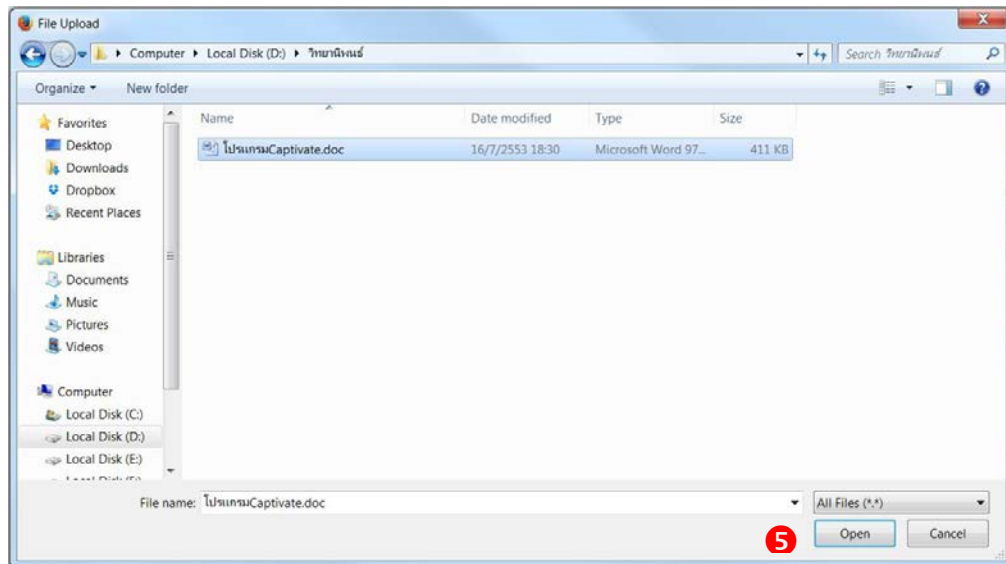 File Upload
Computer Local Disk (D:) วิทยานิพนธ์
Search วิทยานิพนธ์
Organize New folder
Name Date modified Type Size
โปรแกรมCaptivate.doc 16/7/2553 18:30 Microsoft Word 97... 411 KB
Favorites
Desktop
Downloads
Dropbox
Recent Places
Libraries
Documents
Music
Pictures
Videos
Computer
Local Disk (C:)
Local Disk (D:)
Local Disk (E:)
File name: โปรแกรมCaptivate.doc All Files (*.*)
5 Open Cancel